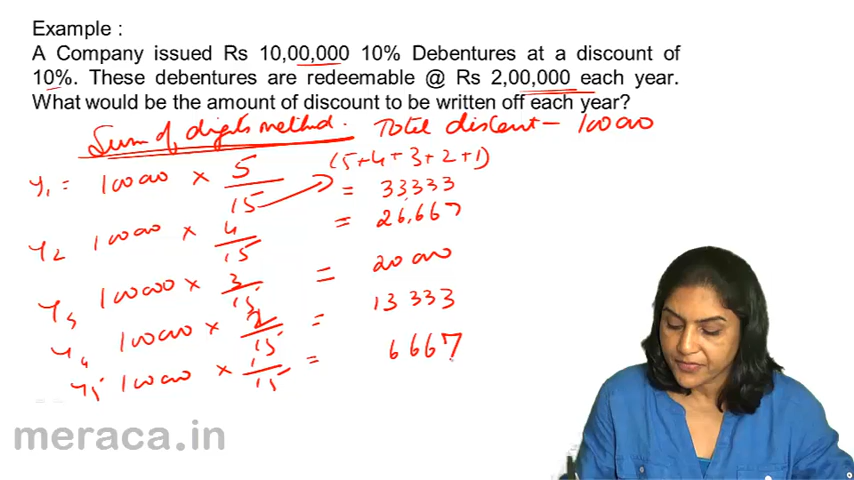 Example :
A Company issued Rs 10,00,000 10% Debentures at a discount of
10%. These debentures are redeemable @ Rs 2,00,000 each year.
What would be the amount of discount to be written off each year?
Sum of digits method. Total discent — 100000
(5+4+3+2+1)
Y1 = 100000 × 5/15 = 33333
Y2 100000 × 4/15 = 26,667
Y3 100000 × 3/15 = 20000
Y4 100000 × 2/15 = 13333
Y5 100000 × 1/15 = 6667
meraca.in